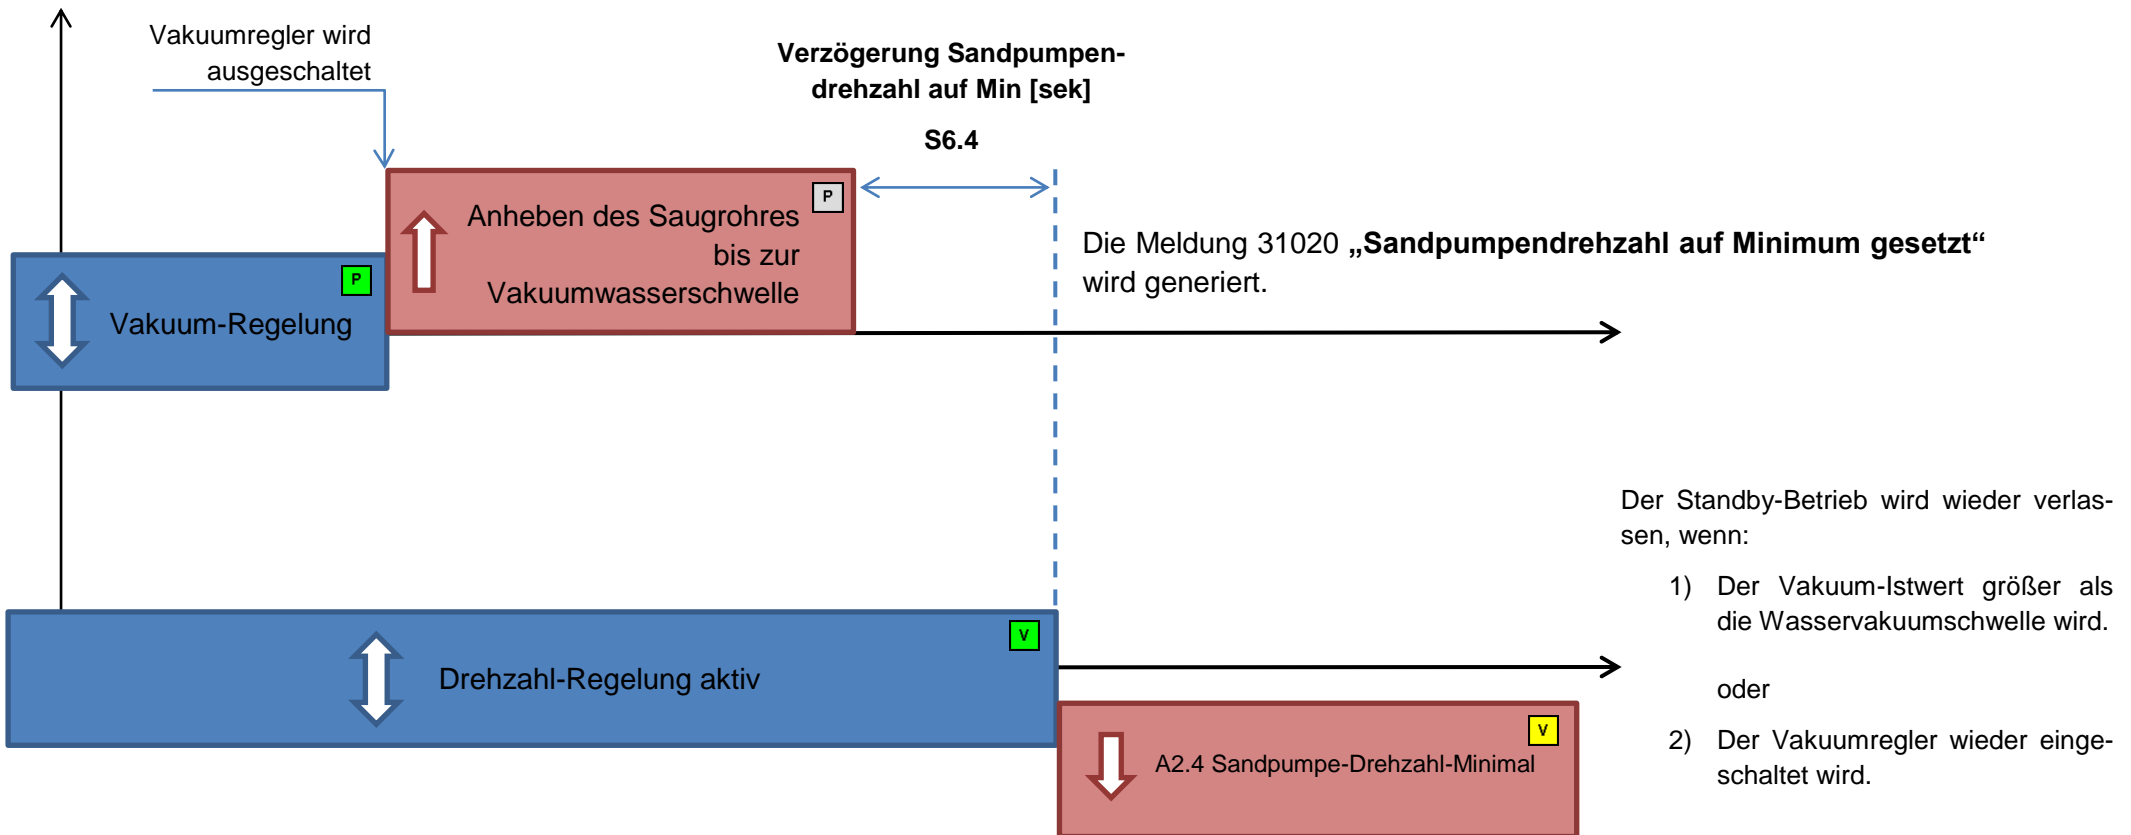 Vakuumregler wird
ausgeschaltet
Verzögerung Sandpumpen-
drehzahl auf Min [sek]
S6.4
P
Anheben des Saugrohres
bis zur
Vakuumwasserschwelle
Die Meldung 31020 „Sandpumpendrehzahl auf Minimum gesetzt“
wird generiert.
P
Vakuum-Regelung
Der Standby-Betrieb wird wieder verlas-
sen, wenn:
1) Der Vakuum-Istwert größer als
die Wasservakuumschwelle wird.
oder
2) Der Vakuumregler wieder einge-
schaltet wird.
V
Drehzahl-Regelung aktiv
V
A2.4 Sandpumpe-Drehzahl-Minimal